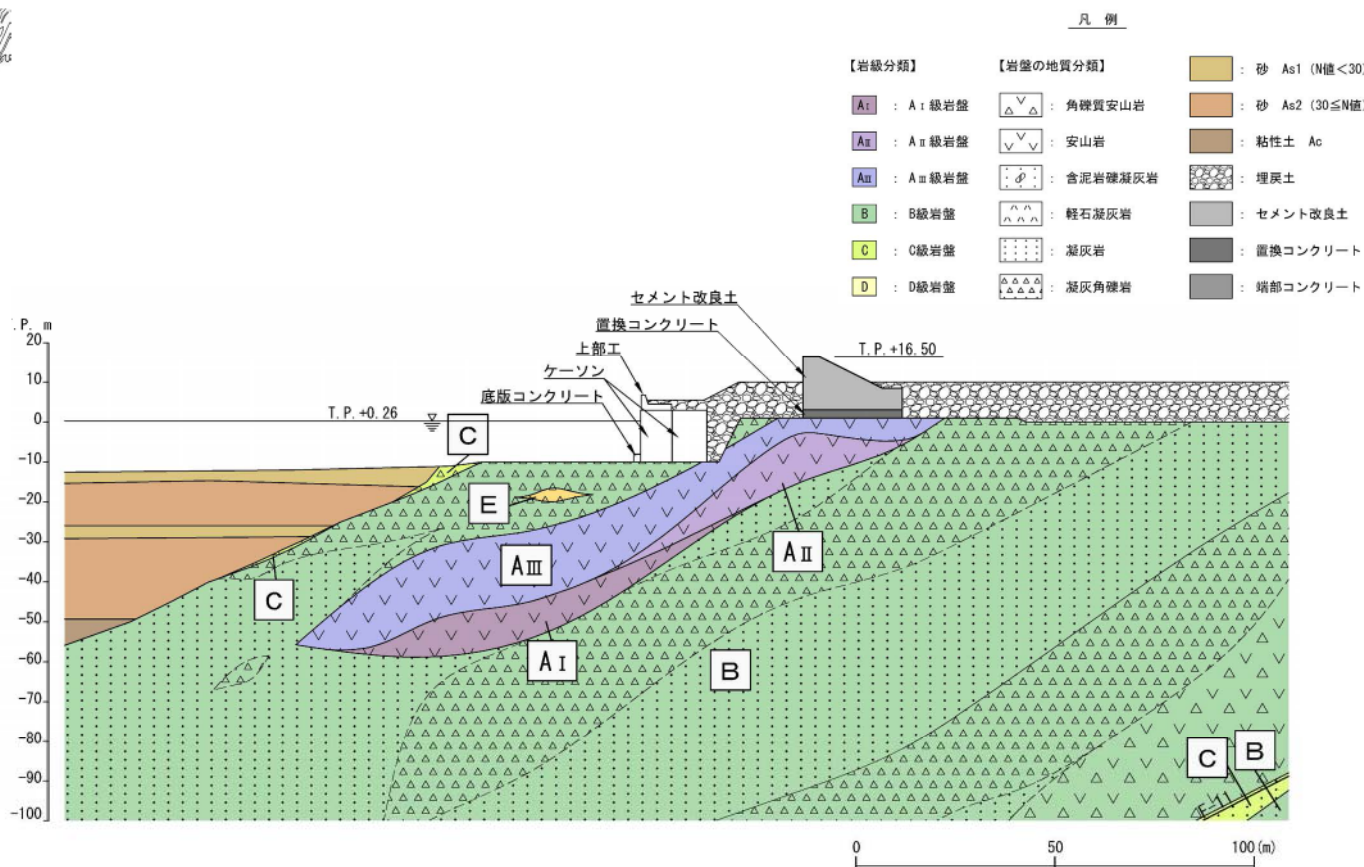 凡 例
【岩級分類】
AⅠ : AⅠ級岩盤
AⅡ : AⅡ級岩盤
AⅢ : AⅢ級岩盤
B : B級岩盤
C : C級岩盤
D : D級岩盤
【岩盤の地質分類】
: 角礫質安山岩
: 安山岩
: 含泥岩礫凝灰岩
: 軽石凝灰岩
: 凝灰岩
: 凝灰角礫岩
: 砂 As1 (N値<30)
: 砂 As2 (30≦N値)
: 粘性土 Ac
: 埋戻土
: セメント改良土
: 置換コンクリート
: 端部コンクリート
T.P. m
20
10
0
-10
-20
-30
-40
-50
-60
-70
-80
-90
-100
セメント改良土
置換コンクリート
上部工
ケーソン
底版コンクリート
T.P.+16.50
T.P.+0.26
C
E
AⅢ
AⅡ
C
AⅠ
B
C
B
F-11
0 50 100(m)